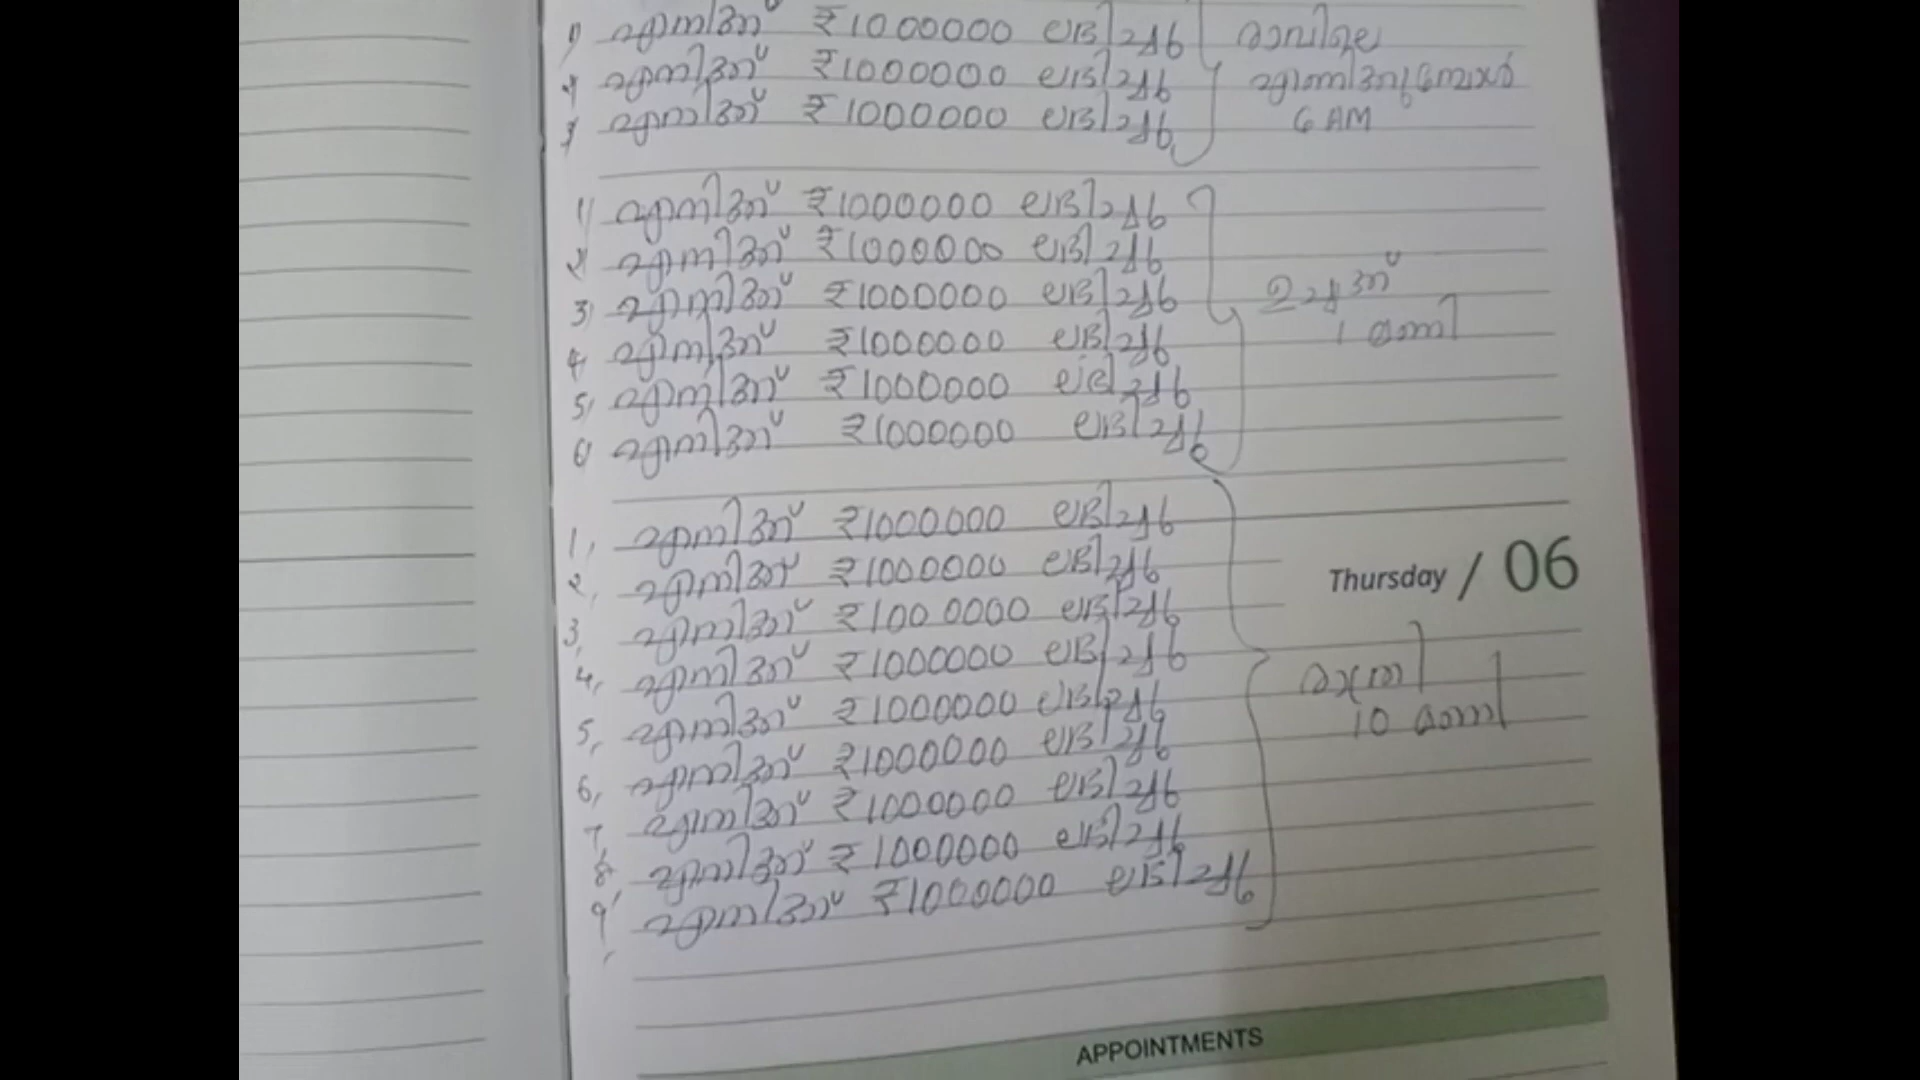 1) എനിക്ക് ₹1000000 ലഭിച്ചു രാവിലെ
2) എനിക്ക് ₹1000000 ലഭിച്ചു എണീക്കുമ്പോൾ
3) എനിക്ക് ₹1000000 ലഭിച്ചു 6 AM
1) എനിക്ക് ₹1000000 ലഭിച്ചു
2) എനിക്ക് ₹1000000 ലഭിച്ചു
3) എനിക്ക് ₹1000000 ലഭിച്ചു ഉച്ചക്ക്
4, എനിക്ക് ₹1000000 ലഭിച്ചു 1 മണി
5, എനിക്ക് ₹1000000 ലഭിച്ചു
6) എനിക്ക് ₹1000000 ലഭിച്ചു
1, എനിക്ക് ₹1000000 ലഭിച്ചു
2, എനിക്ക് ₹1000000 ലഭിച്ചു Thursday / 06
3, എനിക്ക് ₹1000000 ലഭിച്ചു
4, എനിക്ക് ₹1000000 ലഭിച്ചു രാത്രി
5, എനിക്ക് ₹1000000 ലഭിച്ചു 10 മണി
6, എനിക്ക് ₹1000000 ലഭിച്ചു
7, എനിക്ക് ₹1000000 ലഭിച്ചു
8, എനിക്ക് ₹1000000 ലഭിച്ചു
9, എനിക്ക് ₹1000000 ലഭിച്ചു
APPOINTMENTS